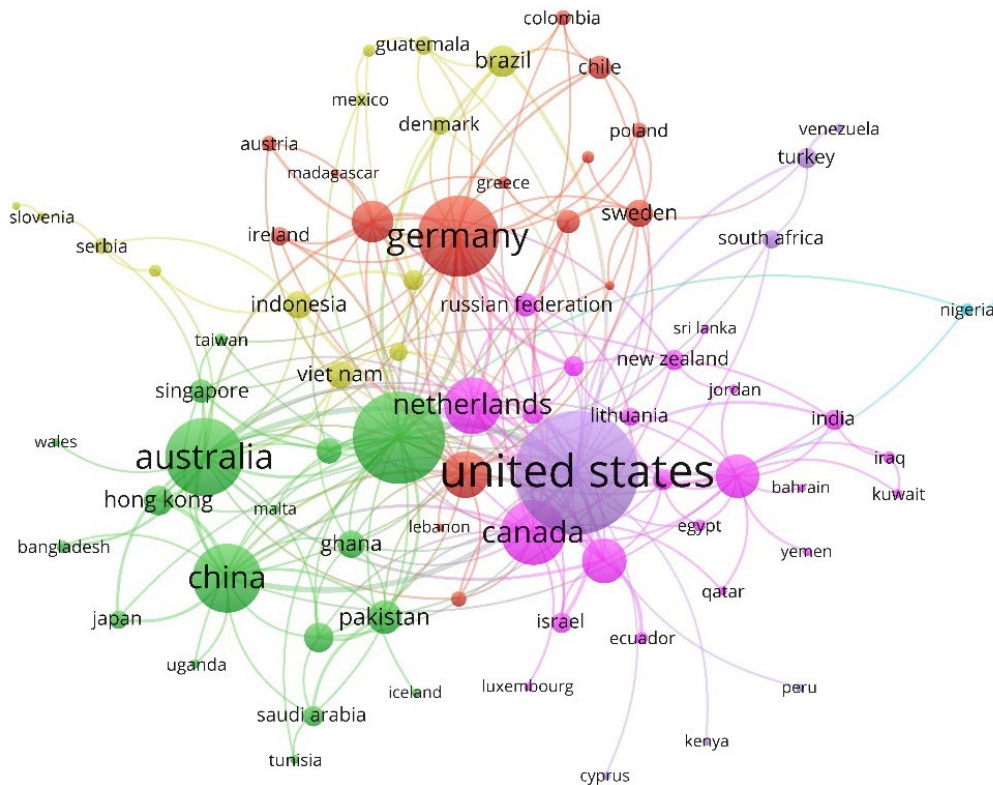 colombia
guatemala
brazil
chile
mexico
denmark
poland
venezuela
austria
turkey
madagascar
greece
slovenia
sweden
ireland
germany
south africa
serbia
indonesia
russian federation
nigeria
taiwan
sri lanka
new zealand
viet nam
singapore
jordan
netherlands
lithuania
india
wales
australia
united states
iraq
bahrain
kuwait
hong kong
malta
lebanon
egypt
canada
bangladesh
ghana
yemen
china
qatar
japan
pakistan
israel
ecuador
uganda
luxembourg
peru
iceland
saudi arabia
kenya
tunisia
cyprus